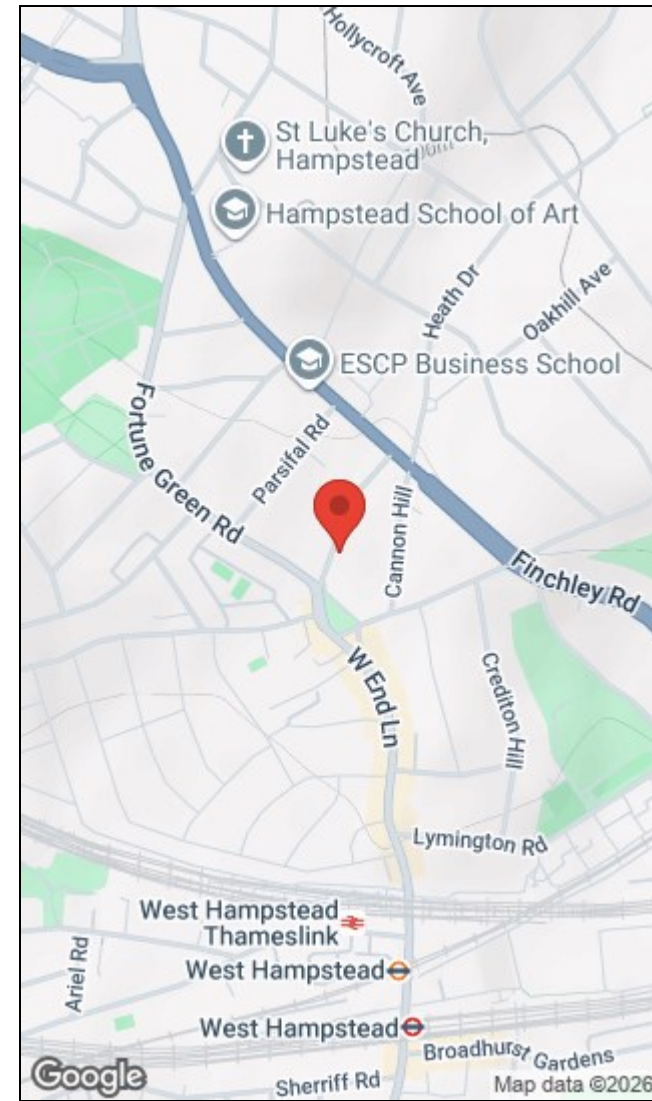 Hollycroft Ave
St Luke's Church,
Hampstead
Hampstead School of Art
Heath Dr
Oakhill Ave
ESCP Business School
Fortune Green Rd
Parsifal Rd
Cannon Hill
Finchley Rd
W End Ln
Crediton Hill
Lymington Rd
West Hampstead
Thameslink
West Hampstead
Ariel Rd
West Hampstead
Broadhurst Gardens
Sherriff Rd
Google
Map data ©2026